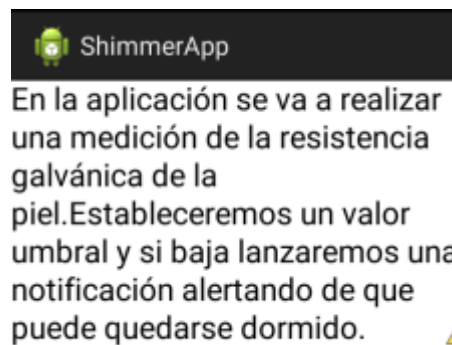 ShimmerApp
En la aplicación se va a realizar
una medición de la resistencia
galvánica de la
piel.Estableceremos un valor
umbral y si baja lanzaremos una
notificación alertando de que
puede quedarse dormido.